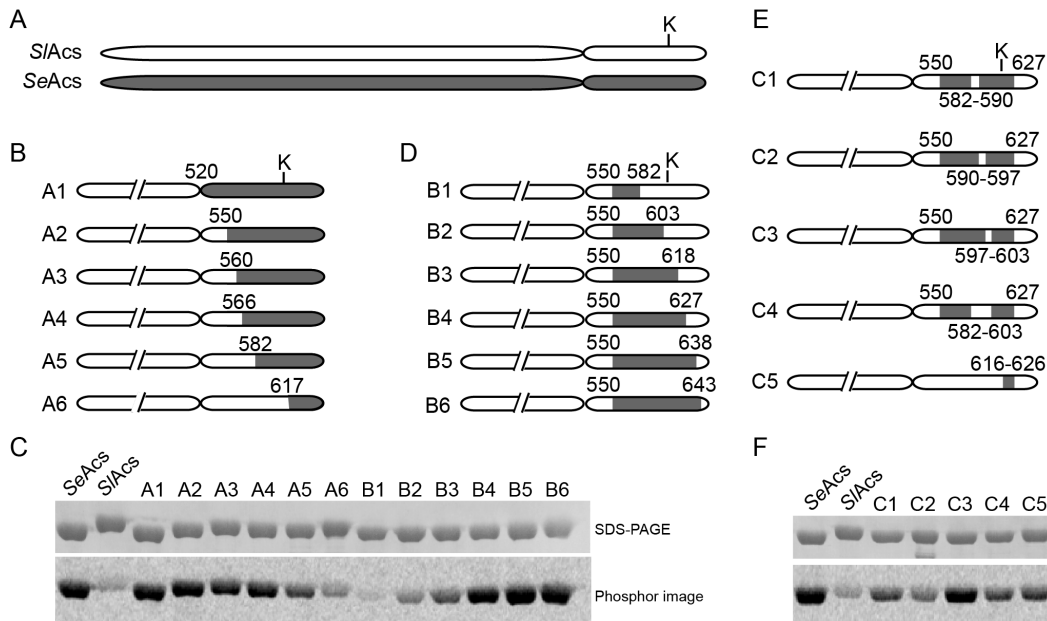 A
K
SlAcs
SeAcs
B
520
K
A1
550
A2
560
A3
566
A4
582
A5
617
A6
D
K
550 582
B1
550 603
B2
550 618
B3
550 627
B4
550 638
B5
550 643
B6
E
550 K 627
C1
582-590
550 627
C2
590-597
550 627
C3
597-603
550 627
C4
582-603
616-626
C5
C
SeAcs SlAcs A1 A2 A3 A4 A5 A6 B1 B2 B3 B4 B5 B6
SDS-PAGE
Phosphor image
F
SeAcs SlAcs C1 C2 C3 C4 C5